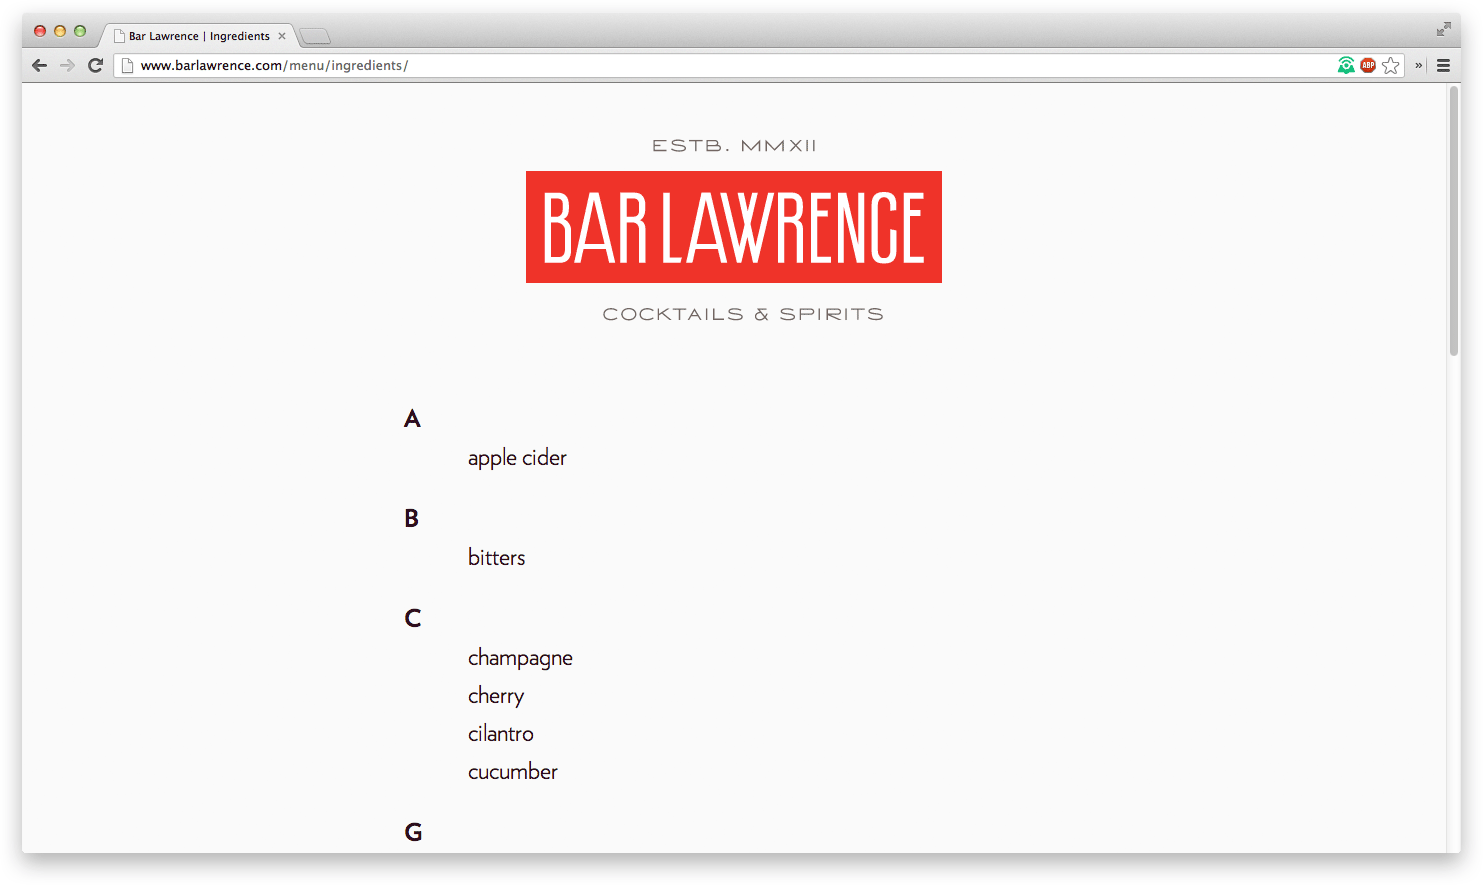 Bar Lawrence | Ingredients
www.barlawrence.com/menu/ingredients/
ABP
»
ESTB. MMXII
BAR LAWRENCE
COCKTAILS & SPIRITS
A
apple cider
B
bitters
C
champagne
cherry
cilantro
cucumber
G